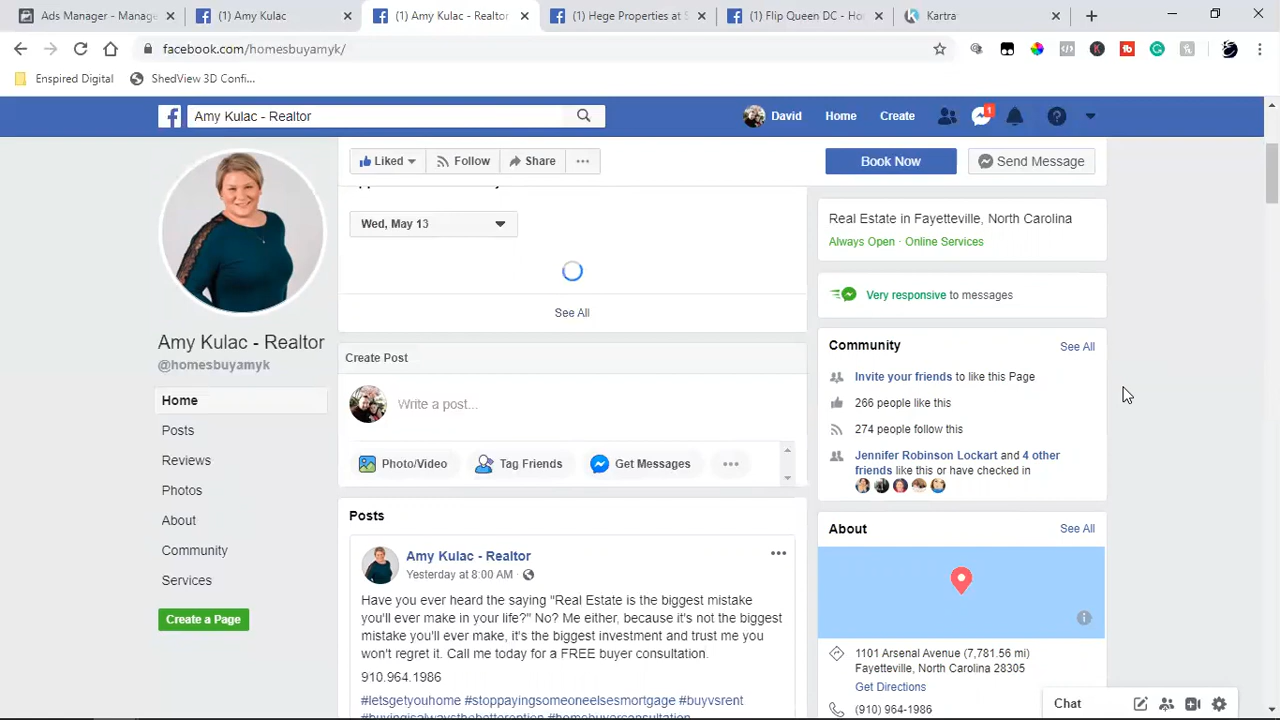 Ads Manager - Manage
(1) Amy Kulac
(1) Amy Kulac - Realtor
(1) Hege Properties at S
(1) Flip Queen DC - Ho
Kartra
facebook.com/homesbuyamyk/
Enspired Digital
ShedView 3D Confi...
Amy Kulac - Realtor
David
Home
Create
1
Liked
Follow
Share
Book Now
Send Message
Wed, May 13
See All
Real Estate in Fayetteville, North Carolina
Always Open · Online Services
Very responsive to messages
Amy Kulac - Realtor
@homesbuyamyk
Home
Posts
Reviews
Photos
About
Community
Services
Create a Page
Create Post
Write a post...
Photo/Video
Tag Friends
Get Messages
Community
See All
Invite your friends to like this Page
266 people like this
274 people follow this
Jennifer Robinson Lockart and 4 other
friends like this or have checked in
Posts
Amy Kulac - Realtor
Yesterday at 8:00 AM ·
Have you ever heard the saying "Real Estate is the biggest mistake
you'll ever make in your life?" No? Me either, because it's not the biggest
mistake you'll ever make, it's the biggest investment and trust me you
won't regret it. Call me today for a FREE buyer consultation.
910.964.1986
#letsgetyouhome #stoppayingsomeoneelsesmortgage #buyvsrent
#buyingisalwaysthebetteroption #homebuyerconsultation
About
See All
1101 Arsenal Avenue (7,781.56 mi)
Fayetteville, North Carolina 28305
Get Directions
(910) 964-1986
Chat